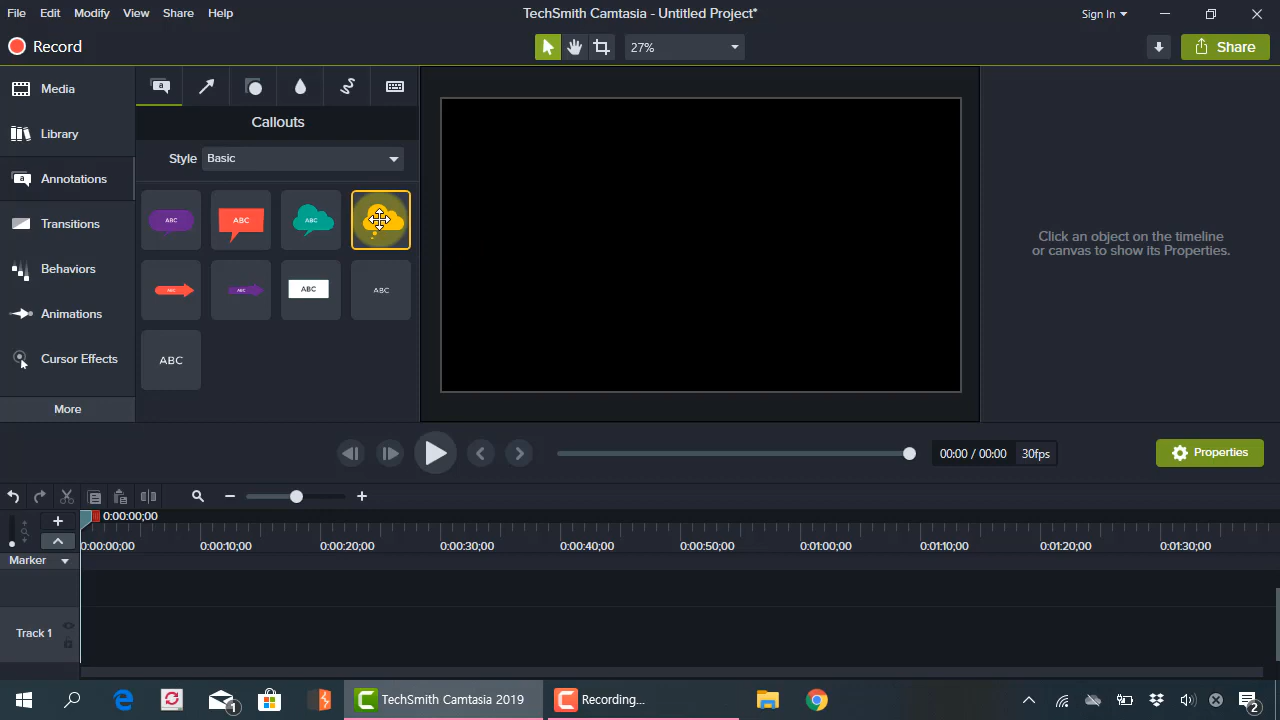 File Edit Modify View Share Help
TechSmith Camtasia - Untitled Project*
Sign In
Record
27%
Share
Media
Library
Annotations
Transitions
Behaviors
Animations
Cursor Effects
More
a
Callouts
Style Basic
ABC ABC ABC
ABC ABC ABC ABC
ABC
Click an object on the timeline
or canvas to show its Properties.
00:00 / 00:00 30fps
Properties
0:00:00;00
0:00:00;00 0:00:10;00 0:00:20;00 0:00:30;00 0:00:40;00 0:00:50;00 0:01:00;00 0:01:10;00 0:01:20;00 0:01:30;00
Marker
Track 1
1
TechSmith Camtasia 2019
Recording...
2